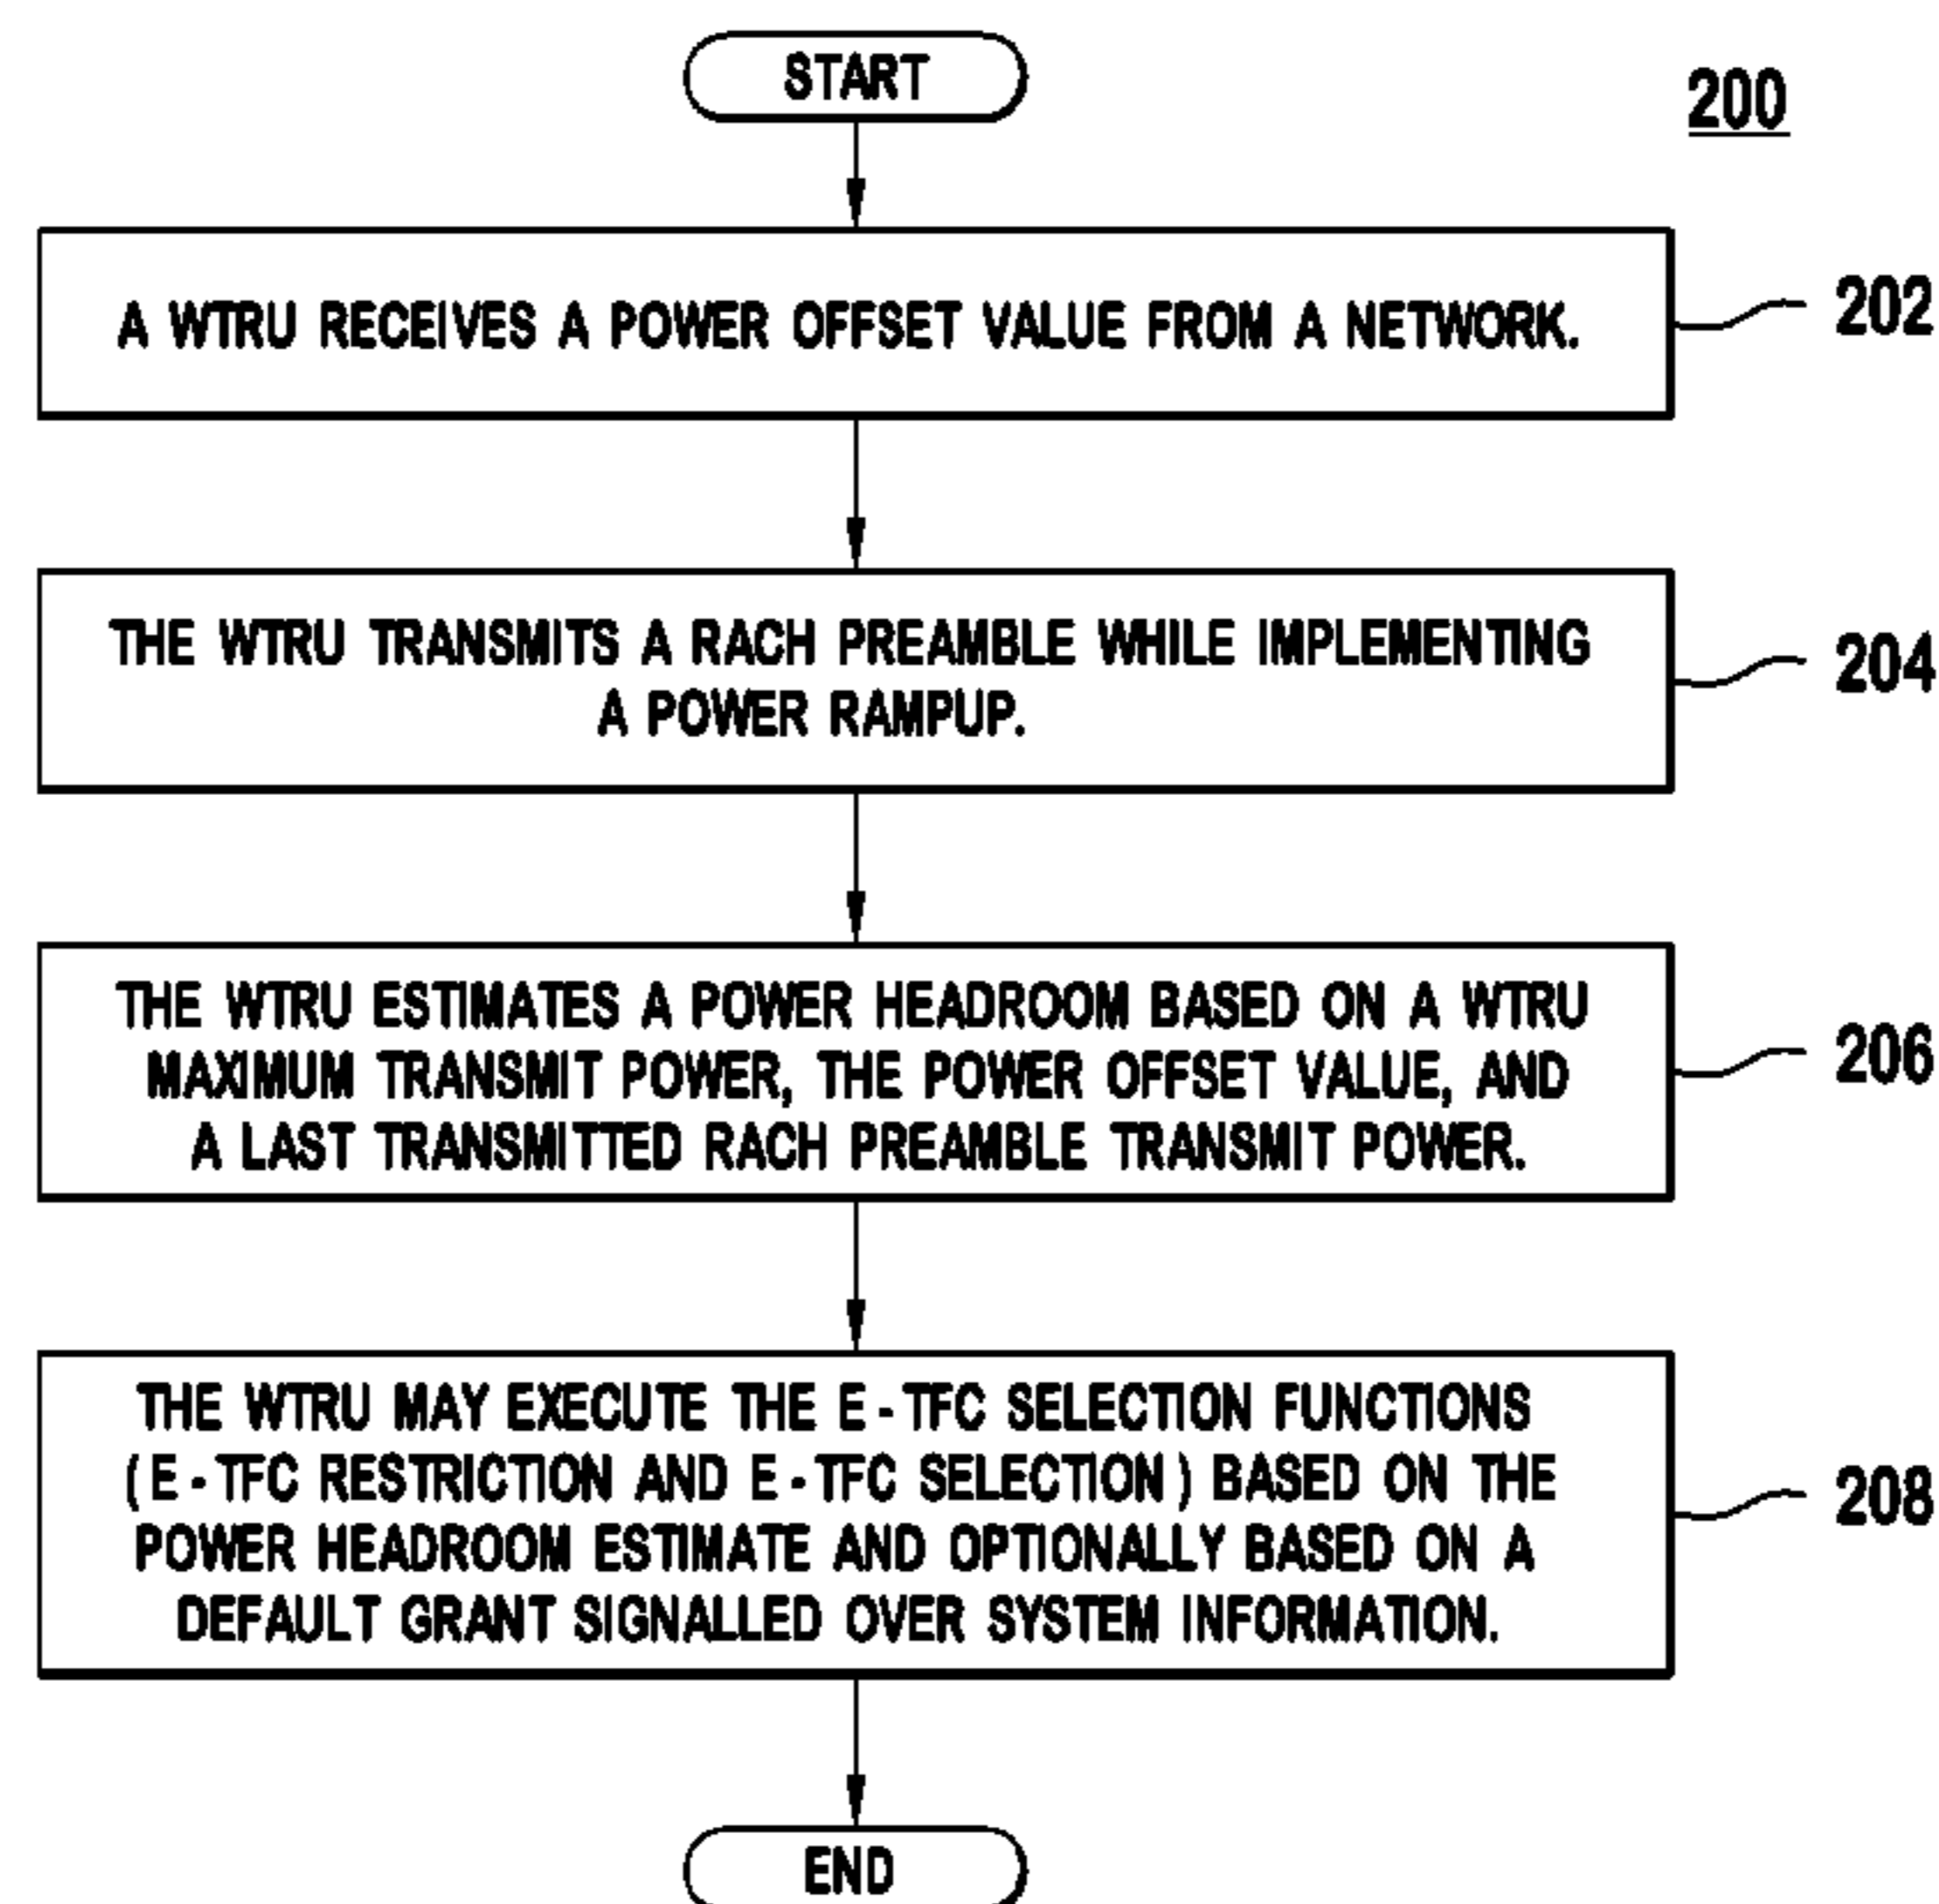 START
200
A WTRU RECEIVES A POWER OFFSET VALUE FROM A NETWORK.
202
THE WTRU TRANSMITS A RACH PREAMBLE WHILE IMPLEMENTING
A POWER RAMPUP.
204
THE WTRU ESTIMATES A POWER HEADROOM BASED ON A WTRU
MAXIMUM TRANSMIT POWER, THE POWER OFFSET VALUE, AND
A LAST TRANSMITTED RACH PREAMBLE TRANSMIT POWER.
206
THE WTRU MAY EXECUTE THE E-TFC SELECTION FUNCTIONS
(E-TFC RESTRICTION AND E-TFC SELECTION) BASED ON THE
POWER HEADROOM ESTIMATE AND OPTIONALLY BASED ON A
DEFAULT GRANT SIGNALLED OVER SYSTEM INFORMATION.
208
END